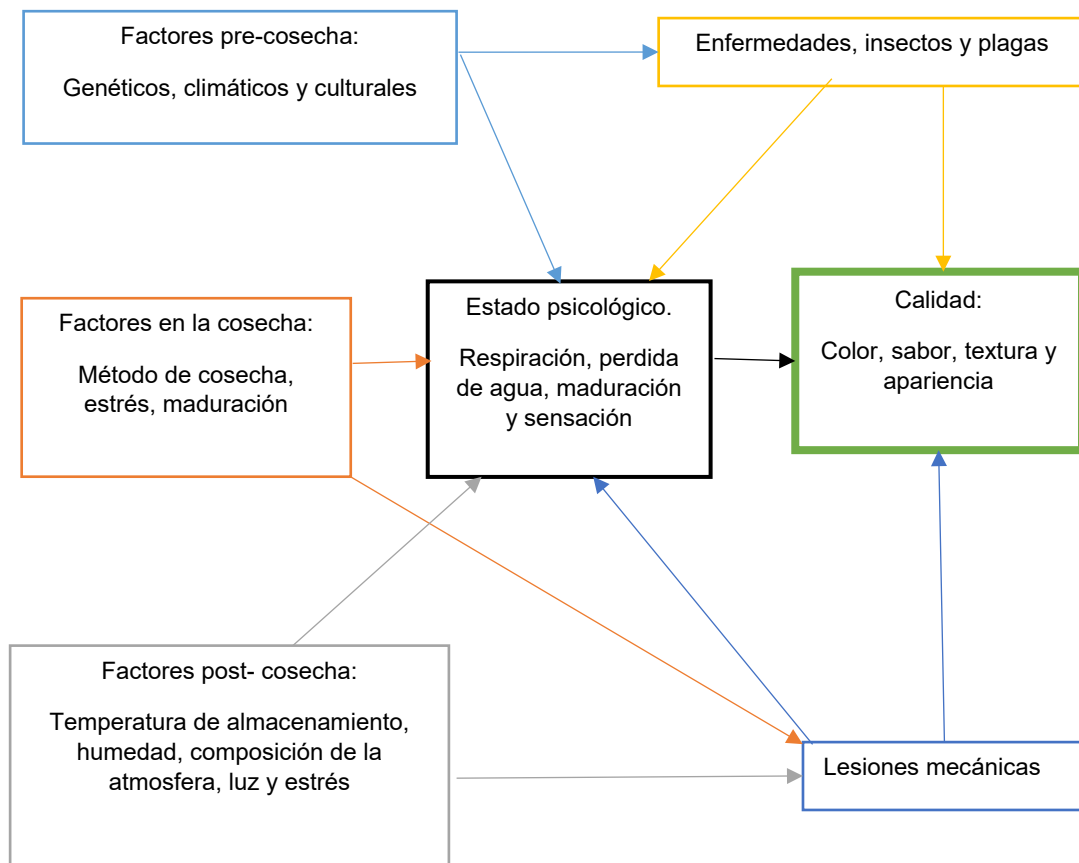 Factores pre-cosecha:
Genéticos, climáticos y culturales
Enfermedades, insectos y plagas
Factores en la cosecha:
Método de cosecha,
estrés, maduración
Estado psicológico.
Respiración, perdida
de agua, maduración
y sensación
Calidad:
Color, sabor, textura y
apariencia
Factores post- cosecha:
Temperatura de almacenamiento,
humedad, composición de la
atmosfera, luz y estrés
Lesiones mecánicas